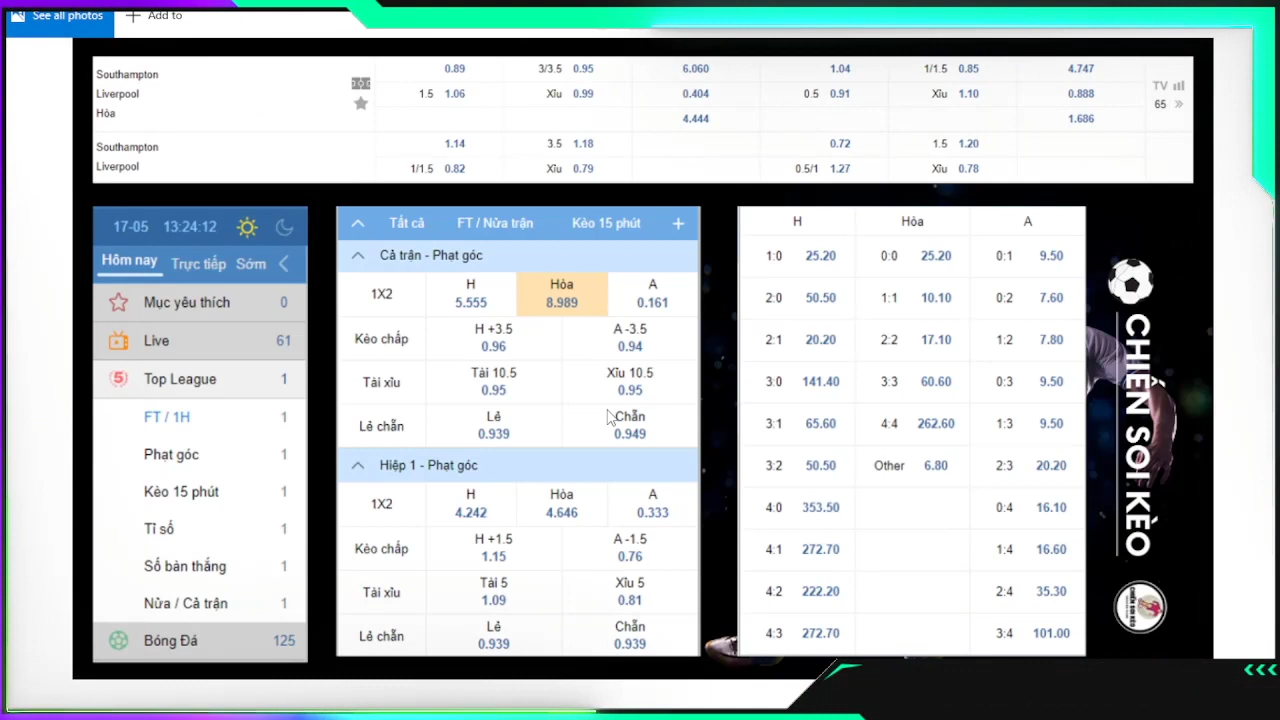 See all photos Add to
Southampton 0.89 3/3.5 0.95 6.060 1.04 1/1.5 0.85 4.747
Liverpool 1.5 1.06 Xỉu 0.99 0.404 0.5 0.91 Xỉu 1.10 0.888
Hòa 4.444 1.686
TV
65 »
Southampton 1.14 3.5 1.18 0.72 1.5 1.20
Liverpool 1/1.5 0.82 Xỉu 0.79 0.5/1 1.27 Xỉu 0.78
17-05 13:24:12
Hôm nay Trực tiếp Sớm
Mục yêu thích 0
Live 61
5 Top League 1
FT / 1H 1
Phạt góc 1
Kèo 15 phút 1
Tỉ số 1
Số bàn thắng 1
Nửa / Cả trận 1
Bóng Đá 125
Tất cả FT / Nửa trận Kèo 15 phút +
Cả trận - Phạt góc
H Hòa A
1X2 5.555 8.989 0.161
H +3.5 A -3.5
Kèo chấp 0.96 0.94
Tài 10.5 Xỉu 10.5
Tài xỉu 0.95 0.95
Lẻ Chẵn
Lẻ chẵn 0.939 0.949
Hiệp 1 - Phạt góc
H Hòa A
1X2 4.242 4.646 0.333
H +1.5 A -1.5
Kèo chấp 1.15 0.76
Tài 5 Xỉu 5
Tài xỉu 1.09 0.81
Lẻ Chẵn
Lẻ chẵn 0.939 0.939
H Hòa A
1:0 25.20 0:0 25.20 0:1 9.50
2:0 50.50 1:1 10.10 0:2 7.60
2:1 20.20 2:2 17.10 1:2 7.80
3:0 141.40 3:3 60.60 0:3 9.50
3:1 65.60 4:4 262.60 1:3 9.50
3:2 50.50 Other 6.80 2:3 20.20
4:0 353.50 0:4 16.10
4:1 272.70 1:4 16.60
4:2 222.20 2:4 35.30
4:3 272.70 3:4 101.00
CHIẾN SOI KÈO
CHIẾN SOI KÈO